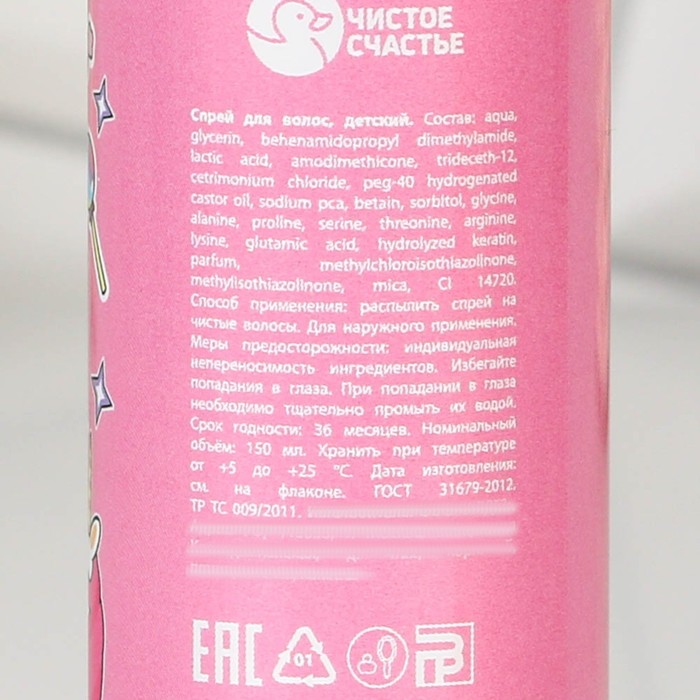 ЧИСТОЕ
СЧАСТЬЕ
Спрей для волос, детский. Состав: aqua,
glycerin, behenamidopropyl dimethylamide,
lactic acid, amodimethicone, trideceth-12,
cetrimonium chloride, peg-40 hydrogenated
castor oil, sodium pca, betain, sorbitol, glycine,
alanine, proline, serine, threonine, arginine,
lysine, glutamic acid, hydrolyzed keratin,
parfum, methylchloroisothiazolinone,
methylisothiazolinone, mica, CI 14720.
Способ применения: распылить спрей на
чистые волосы. Для наружного применения.
Меры предосторожности: индивидуальная
непереносимость ингредиентов. Избегайте
попадания в глаза. При попадании в глаза
необходимо тщательно промыть их водой.
Срок годности: 36 месяцев. Номинальный
объём: 150 мл. Хранить при температуре
от +5 до +25 °С. Дата изготовления:
см. на флаконе. ГОСТ 31679-2012.
ТР ТС 009/2011.
EAC 01